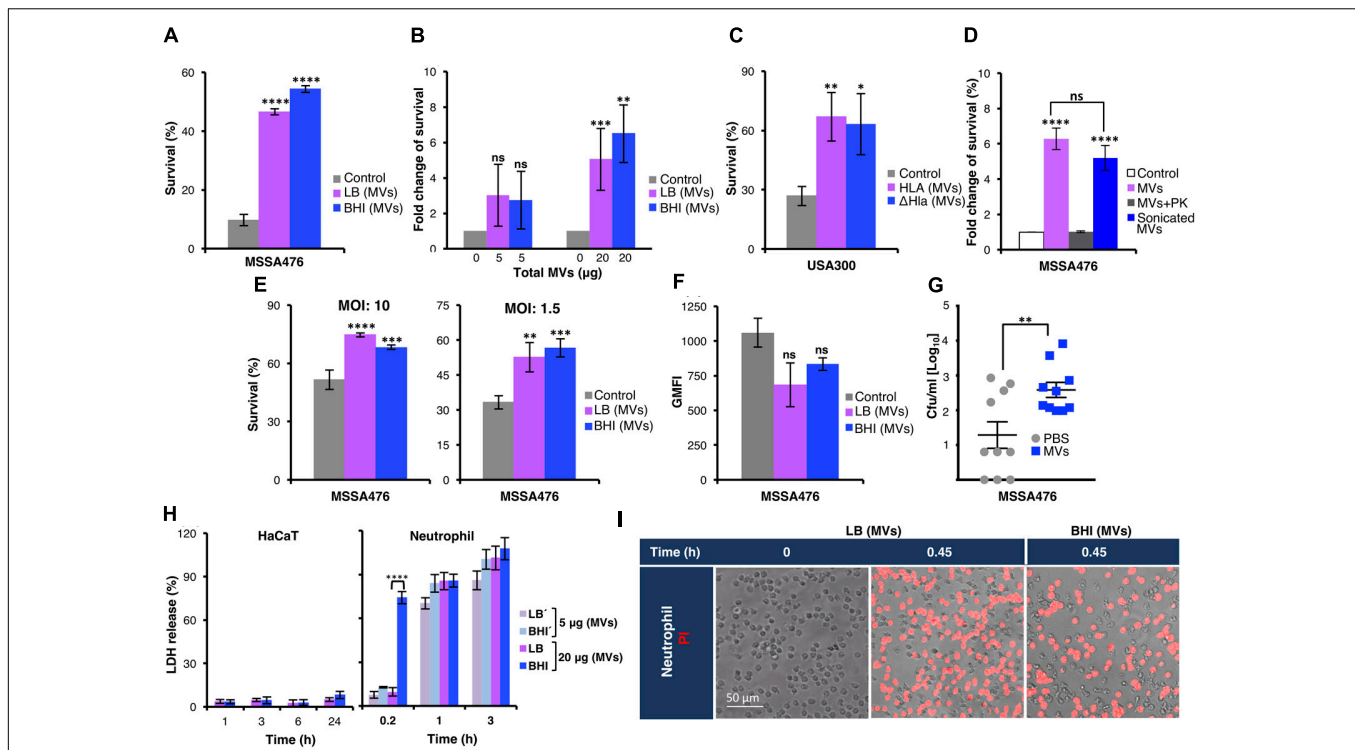 A
B
C
D
Survival (%)
60
40
20
0
****
****
Control
LB (MVs)
BHI (MVs)
MSSA476
Fold change of survival
10
8
6
4
2
0
ns
ns
***
**
Control
LB (MVs)
BHI (MVs)
0 5 5 0 20 20
Total MVs (µg)
Survival (%)
90
60
30
0
**
*
Control
HLA (MVs)
ΔHla (MVs)
USA300
Fold change of survival (%)
10
8
6
4
2
0
ns
****
****
Control
MVs
MVs+PK
Sonicated
MVs
MSSA476
E
F
G
MOI: 10
Survival (%)
90
60
30
0
****
***
MSSA476
MOI: 1.5
75
60
45
30
15
0
**
***
Control
LB (MVs)
BHI (MVs)
MSSA476
GMFI
1250
1000
750
500
250
0
ns
ns
Control
LB (MVs)
BHI (MVs)
MSSA476
Cfu/ml [Log10]
5
4
3
2
1
**
PBS
MVs
MSSA476
H
HaCaT
Neutrophil
LDH release (%)
120
90
60
30
0
1 3 6 24
Time (h)
****
0.2 1 3
Time (h)
LB´
BHI´
5 µg (MVs)
LB
BHI
20 µg (MVs)
I
LB (MVs)
BHI (MVs)
Time (h) 0 0.45 0.45
Neutrophil
PI
50 µm